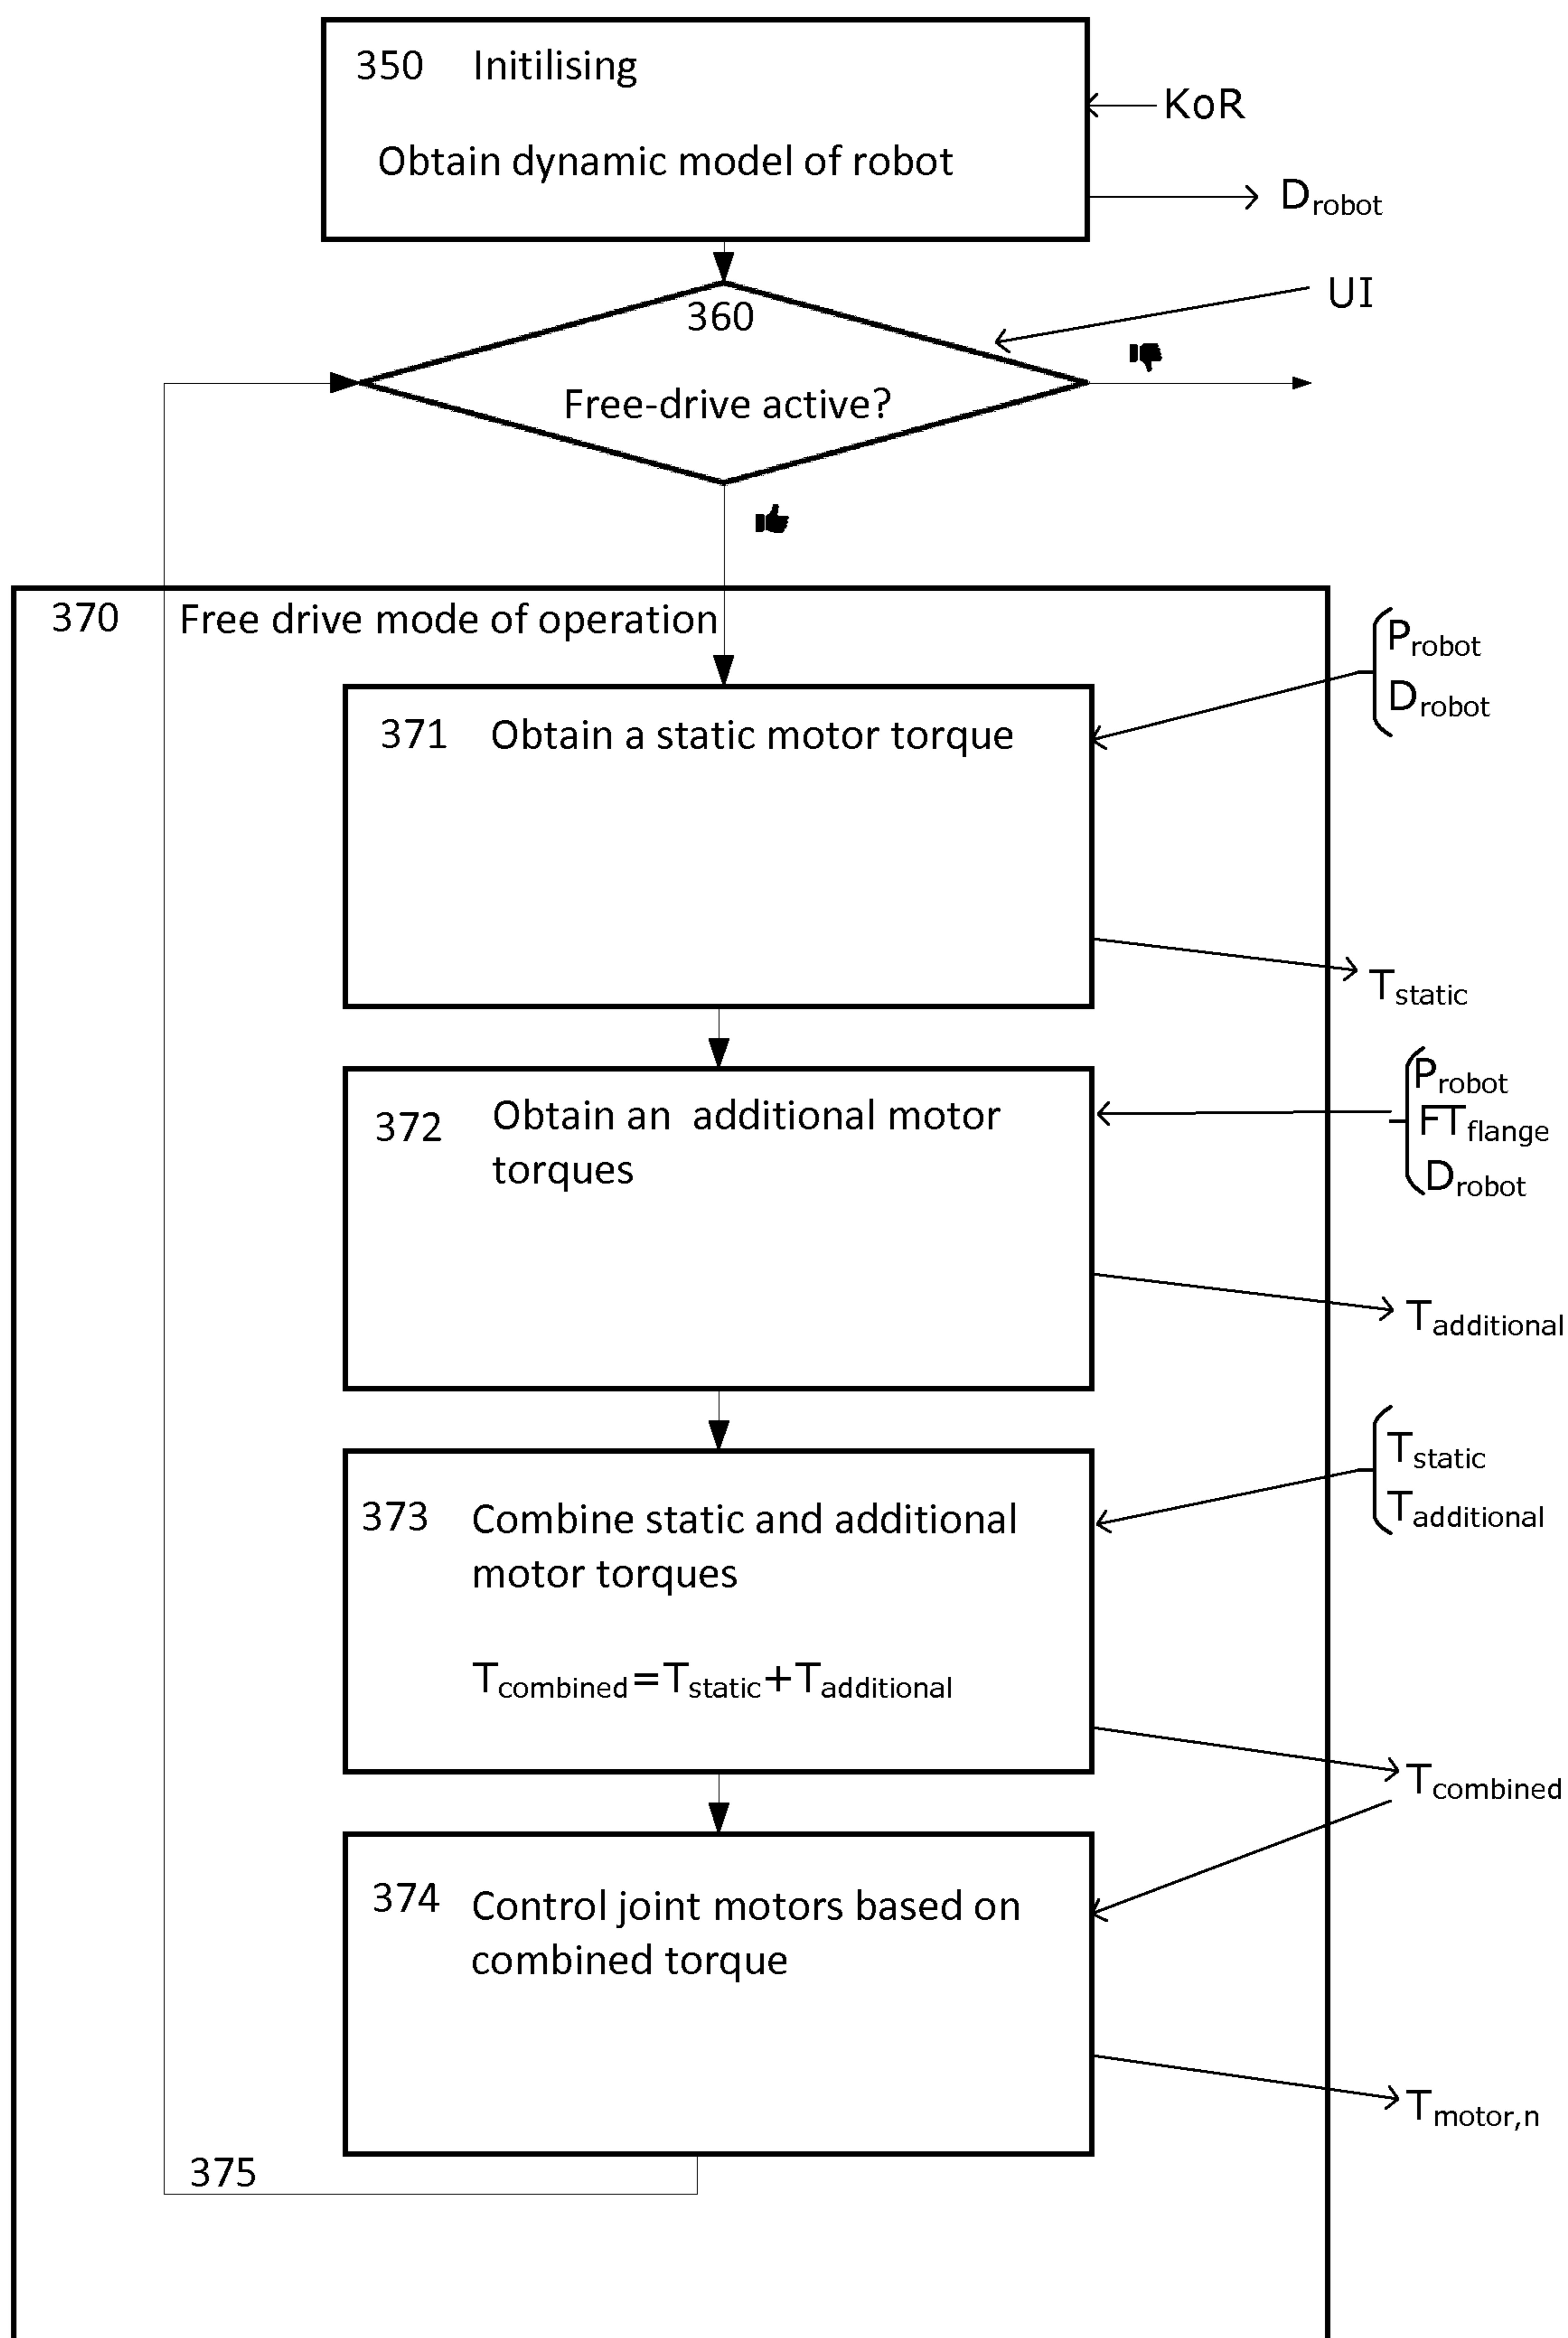 350 Initilising
KoR
Obtain dynamic model of robot
Drobot
UI
360
Free-drive active?
370 Free drive mode of operation
Probot
Drobot
371 Obtain a static motor torque
Tstatic
Probot
FTflange
Drobot
372 Obtain an additional motor
torques
Tadditional
Tstatic
Tadditional
373 Combine static and additional
motor torques
Tcombined=Tstatic+Tadditional
Tcombined
374 Control joint motors based on
combined torque
Tmotor,n
375